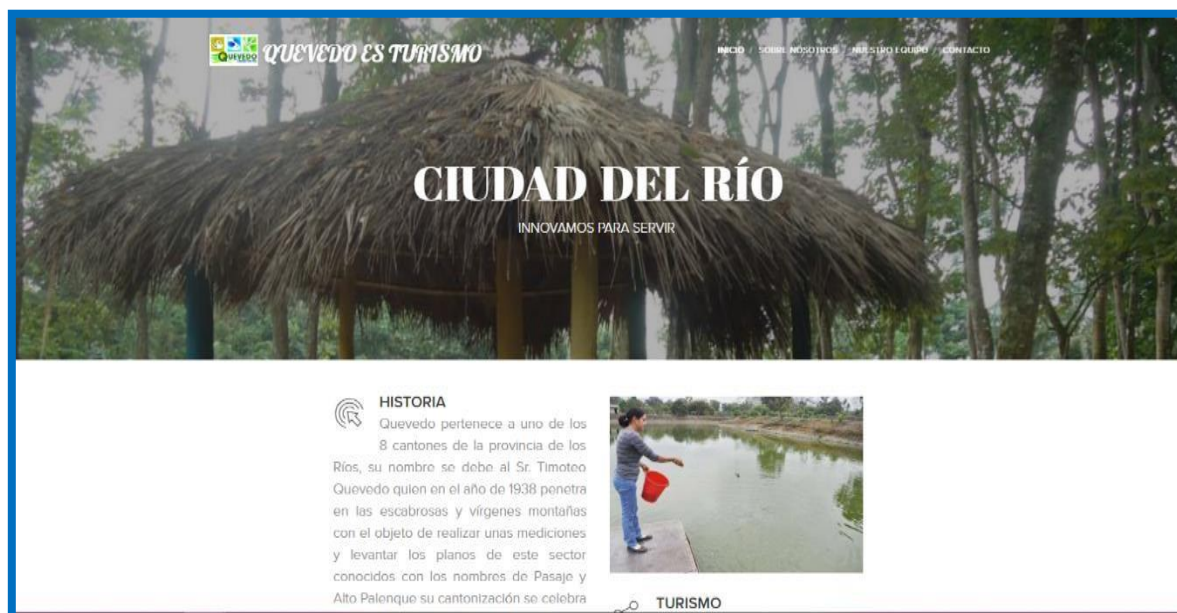 QUEVEDO
QUEVEDO ES TURISMO
INICIO / SOBRE NOSOTROS / NUESTRO EQUIPO / CONTACTO
CIUDAD DEL RÍO
INNOVAMOS PARA SERVIR
HISTORIA
Quevedo pertenece a uno de los
8 cantones de la provincia de los
Ríos, su nombre se debe al Sr. Timoteo
Quevedo quien en el año de 1938 penetra
en las escabrosas y vírgenes montañas
con el objeto de realizar unas mediciones
y levantar los planos de este sector
conocidos con los nombres de Pasaje y
Alto Palenque su cantonización se celebra
TURISMO